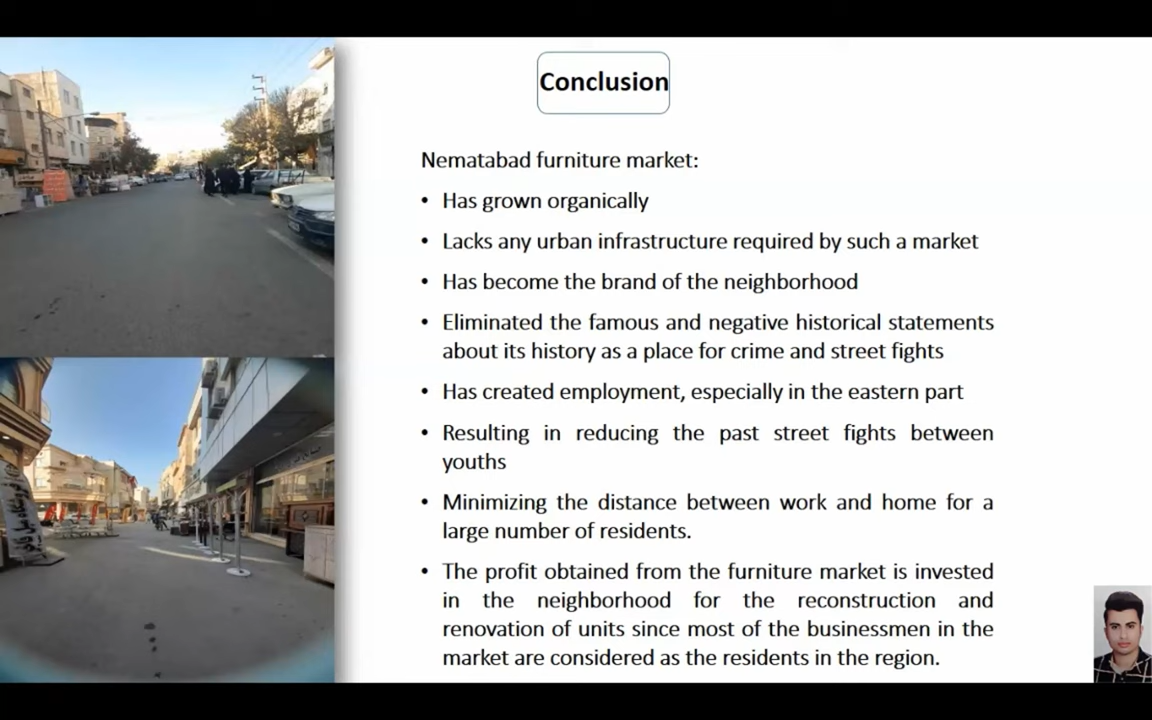 Conclusion
Nematabad furniture market:
• Has grown organically
• Lacks any urban infrastructure required by such a market
• Has become the brand of the neighborhood
• Eliminated the famous and negative historical statements
about its history as a place for crime and street fights
• Has created employment, especially in the eastern part
• Resulting in reducing the past street fights between
youths
• Minimizing the distance between work and home for a
large number of residents.
• The profit obtained from the furniture market is invested
in the neighborhood for the reconstruction and
renovation of units since most of the businessmen in the
market are considered as the residents in the region.